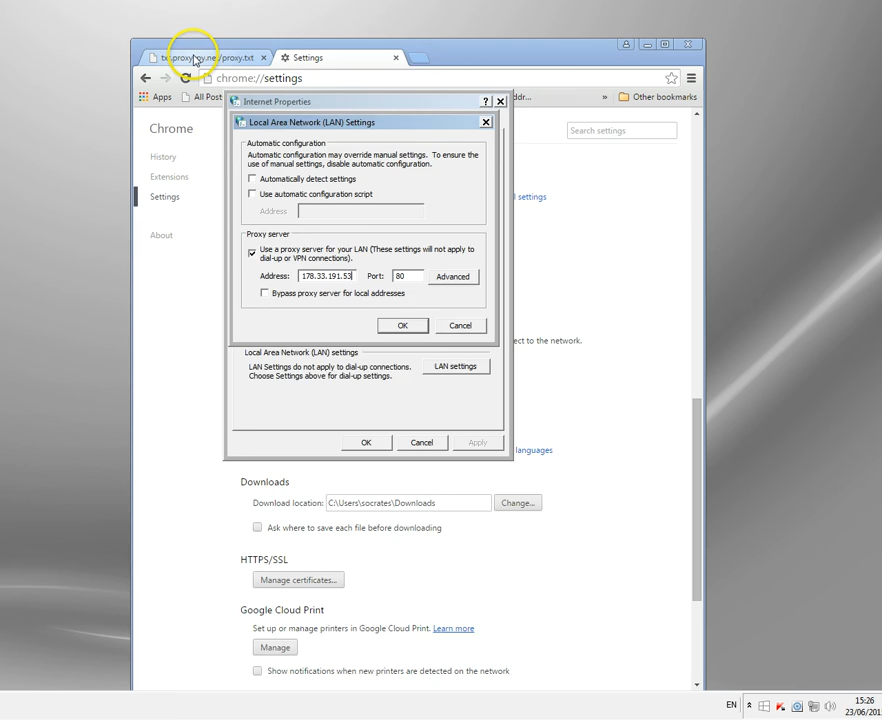 /proxy.txt
Settings
chrome://settings
Apps
All Post
»
Other bookmarks
Chrome
History
Extensions
Settings
About
Search settings
settings
Internet Properties
Local Area Network (LAN) Settings
Automatic configuration
Automatic configuration may override manual settings. To ensure the
use of manual settings, disable automatic configuration.
Automatically detect settings
Use automatic configuration script
Address
Proxy server
Use a proxy server for your LAN (These settings will not apply to
dial-up or VPN connections).
Address: 178.33.191.53 Port: 80 Advanced
Bypass proxy server for local addresses
OK Cancel
ect to the network.
Local Area Network (LAN) settings
LAN Settings do not apply to dial-up connections.
Choose Settings above for dial-up settings.
LAN settings
OK Cancel Apply
languages
Downloads
Download location: C:\Users\socrates\Downloads Change...
Ask where to save each file before downloading
HTTPS/SSL
Manage certificates...
Google Cloud Print
Set up or manage printers in Google Cloud Print. Learn more
Manage
Show notifications when new printers are detected on the network
EN
15:26
23/06/201